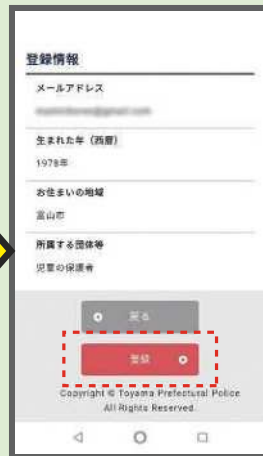 登録情報
メールアドレス
生まれた年（西暦）
1978年
お住まいの地域
富山市
所属する団体等
児童の保護者
戻る
登録
Copyright © Toyama Prefectural Police
All Rights Reserved.